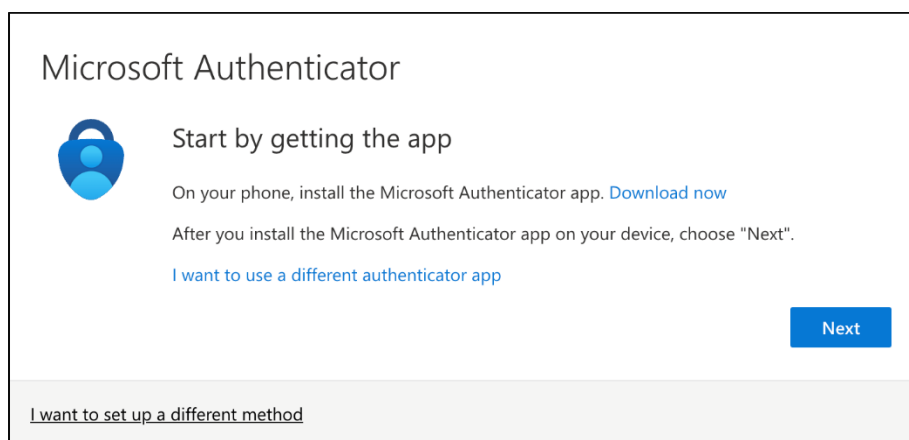 Microsoft Authenticator
Start by getting the app
On your phone, install the Microsoft Authenticator app. Download now
After you install the Microsoft Authenticator app on your device, choose "Next".
I want to use a different authenticator app
Next
I want to set up a different method